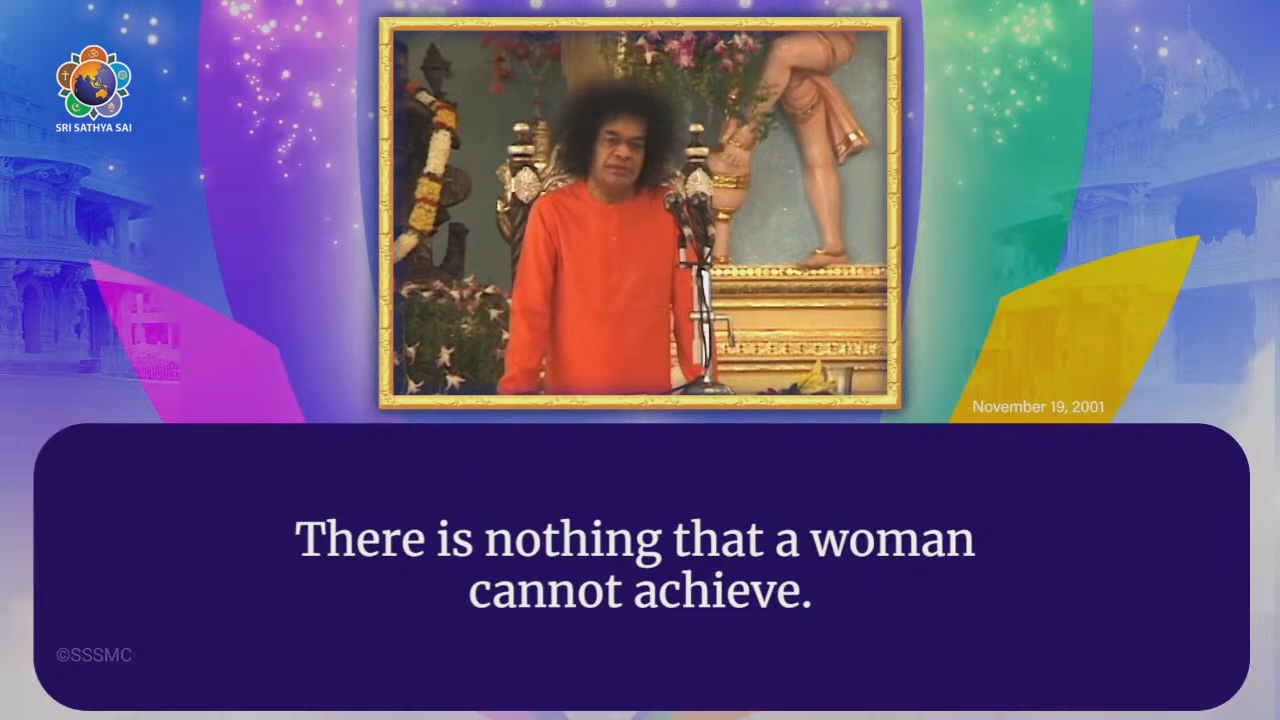 SRI SATHYA SAI
November 19, 2001
There is nothing that a woman
cannot achieve.
©SSSMC